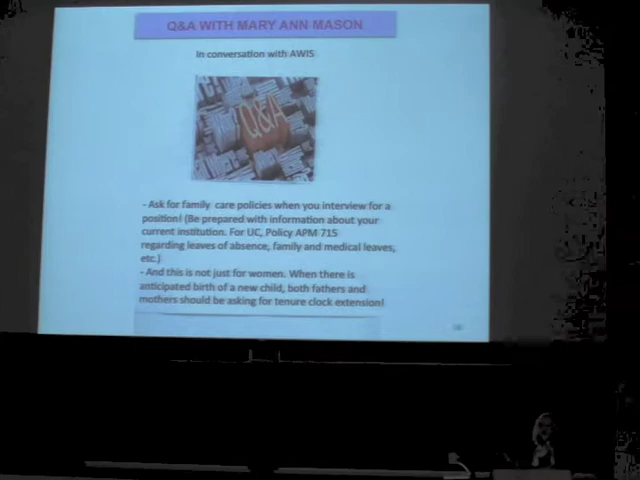 Q&A WITH MARY ANN MASON
In conversation with AWIS
Q&A
- Ask for family care policies when you interview for a
position! (Be prepared with information about your
current institution. For UC, Policy APM 715
regarding leaves of absence, family and medical leaves,
etc.)
- And this is not just for women. When there is
anticipated birth of a new child, both fathers and
mothers should be asking for tenure clock extension!